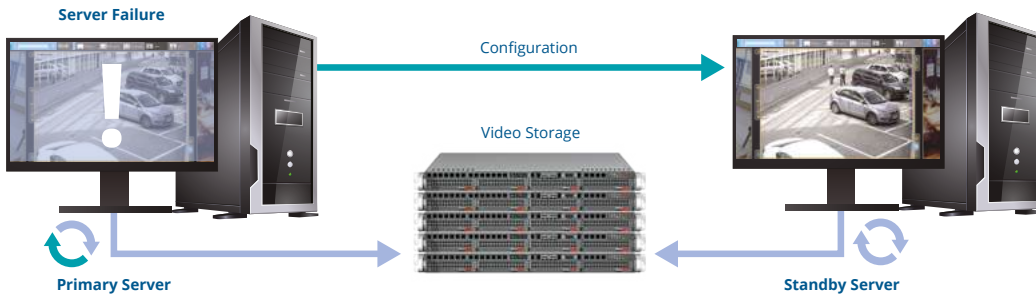 Server Failure
Configuration
Video Storage
Primary Server
Standby Server